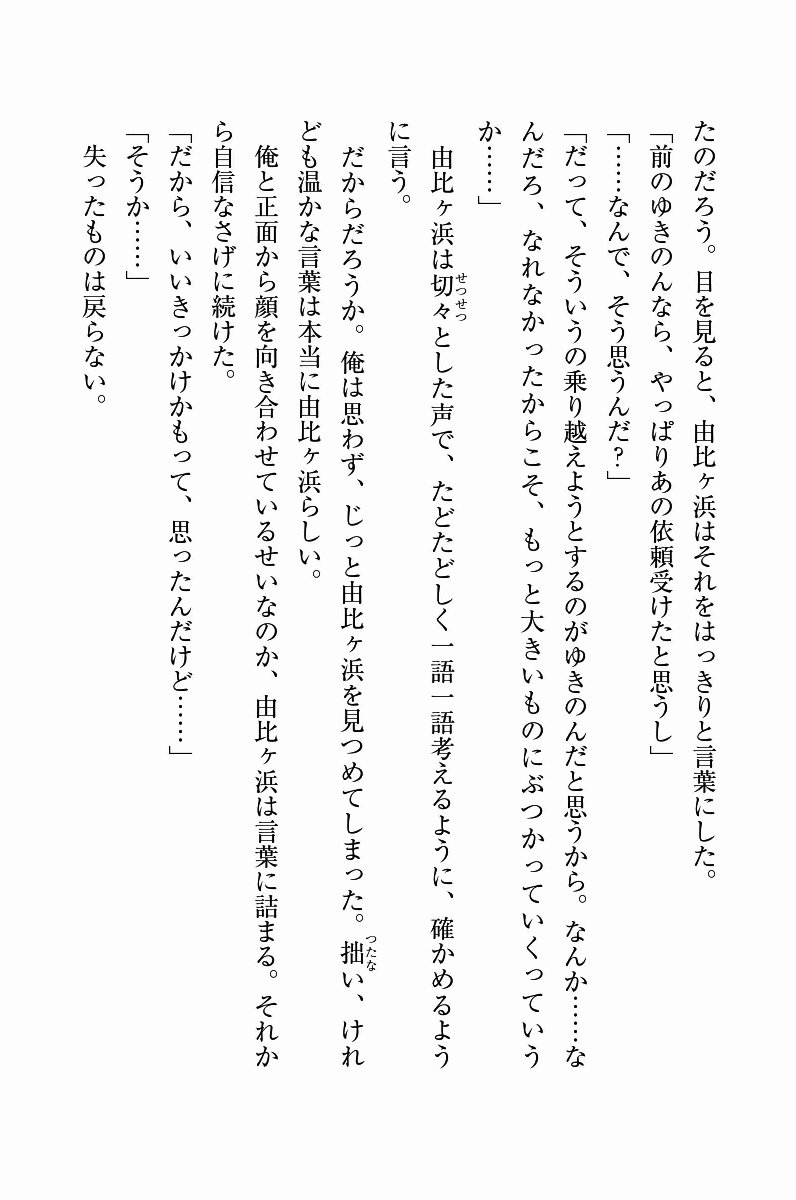 たのだろう。目を見ると、由比ヶ浜はそれをはっきりと言葉にした。
「前のゆきのんなら、やっぱりあの依頼受けたと思うし」
「……なんで、そう思うんだ?」
「だって、そういうの乗り越えようとするのがゆきのんだと思うから。なんか……な
んだろ、なれなかったからこそ、もっと大きいものにぶつかっていくっていう
か……」
由比ヶ浜は切々とした声で、たどたどしく一語一語考えるように、確かめるよう
せつせつ
に言う。
だからだろうか。俺は思わず、じっと由比ヶ浜を見つめてしまった。拙い、けれ
つたな
ども温かな言葉は本当に由比ヶ浜らしい。
俺と正面から顔を向き合わせているせいなのか、由比ヶ浜は言葉に詰まる。それか
ら自信なさげに続けた。
「だから、いいきっかけかもって、思ったんだけど……」
「そうか……」
失ったものは戻らない。